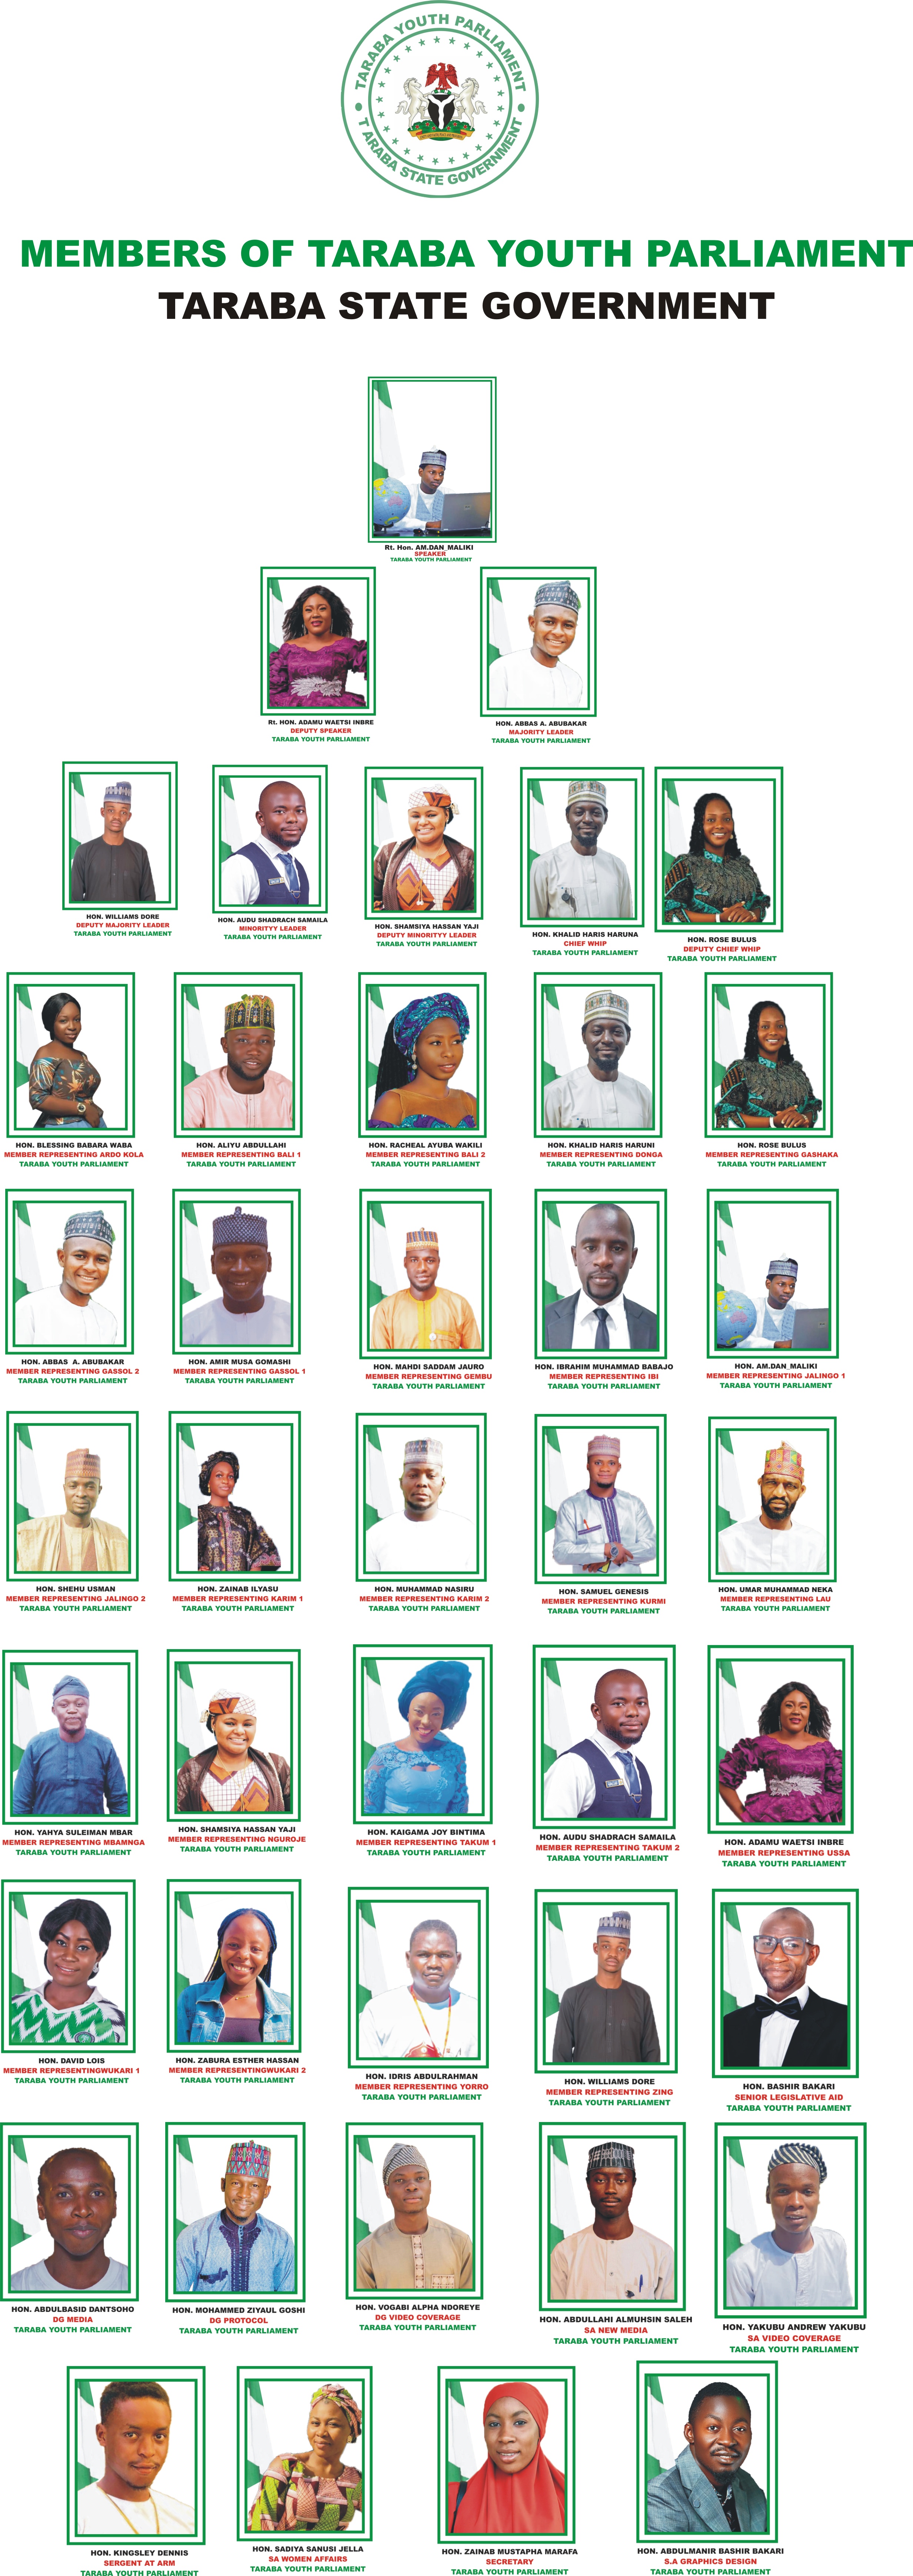 TARABA YOUTH PARLIAMENT
TARABA STATE GOVERNMENT
MEMBERS OF TARABA YOUTH PARLIAMENT
TARABA STATE GOVERNMENT
Rt. Hon. AM.DAN_MALIKI
SPEAKER
TARABA YOUTH PARLIAMENT
Rt. HON. ADAMU WAETSI INBRE
DEPUTY SPEAKER
TARABA YOUTH PARLIAMENT
HON. ABBAS A. ABUBAKAR
MAJORITY LEADER
TARABA YOUTH PARLIAMENT
HON. WILLIAMS DORE
DEPUTY MAJORITY LEADER
TARABA YOUTH PARLIAMENT
HON. AUDU SHADRACH SAMAILA
MINORITYY LEADER
TARABA YOUTH PARLIAMENT
HON. SHAMSIYA HASSAN YAJI
DEPUTY MINORITYY LEADER
TARABA YOUTH PARLIAMENT
HON. KHALID HARIS HARUNA
CHIEF WHIP
TARABA YOUTH PARLIAMENT
HON. ROSE BULUS
DEPUTY CHIEF WHIP
TARABA YOUTH PARLIAMENT
HON. BLESSING BABARA WABA
MEMBER REPRESENTING ARDO KOLA
TARABA YOUTH PARLIAMENT
HON. ALIYU ABDULLAHI
MEMBER REPRESENTING BALI 1
TARABA YOUTH PARLIAMENT
HON. RACHEAL AYUBA WAKILI
MEMBER REPRESENTING BALI 2
TARABA YOUTH PARLIAMENT
HON. KHALID HARIS HARUNI
MEMBER REPRESENTING DONGA
TARABA YOUTH PARLIAMENT
HON. ROSE BULUS
MEMBER REPRESENTING GASHAKA
TARABA YOUTH PARLIAMENT
HON. ABBAS A. ABUBAKAR
MEMBER REPRESENTING GASSOL 2
TARABA YOUTH PARLIAMENT
HON. AMIR MUSA GOMASHI
MEMBER REPRESENTING GASSOL 1
TARABA YOUTH PARLIAMENT
HON. MAHDI SADDAM JAURO
MEMBER REPRESENTING GEMBU
TARABA YOUTH PARLIAMENT
HON. IBRAHIM MUHAMMAD BABAJO
MEMBER REPRESENTING IBI
TARABA YOUTH PARLIAMENT
HON. AM.DAN_MALIKI
MEMBER REPRESENTING JALINGO 1
TARABA YOUTH PARLIAMENT
HON. SHEHU USMAN
MEMBER REPRESENTING JALINGO 2
TARABA YOUTH PARLIAMENT
HON. ZAINAB ILYASU
MEMBER REPRESENTING KARIM 1
TARABA YOUTH PARLIAMENT
HON. MUHAMMAD NASIRU
MEMBER REPRESENTING KARIM 2
TARABA YOUTH PARLIAMENT
HON. SAMUEL GENESIS
MEMBER REPRESENTING KURMI
TARABA YOUTH PARLIAMENT
HON. UMAR MUHAMMAD NEKA
MEMBER REPRESENTING LAU
TARABA YOUTH PARLIAMENT
HON. YAHYA SULEIMAN MBAR
MEMBER REPRESENTING MBAMNGA
TARABA YOUTH PARLIAMENT
HON. SHAMSIYA HASSAN YAJI
MEMBER REPRESENTING NGUROJE
TARABA YOUTH PARLIAMENT
HON. KAIGAMA JOY BINTIMA
MEMBER REPRESENTING TAKUM 1
TARABA YOUTH PARLIAMENT
HON. AUDU SHADRACH SAMAILA
MEMBER REPRESENTING TAKUM 2
TARABA YOUTH PARLIAMENT
HON. ADAMU WAETSI INBRE
MEMBER REPRESENTING USSA
TARABA YOUTH PARLIAMENT
HON. DAVID LOIS
MEMBER REPRESENTINGWUKARI 1
TARABA YOUTH PARLIAMENT
HON. ZABURA ESTHER HASSAN
MEMBER REPRESENTINGWUKARI 2
TARABA YOUTH PARLIAMENT
HON. IDRIS ABDULRAHMAN
MEMBER REPRESENTING YORRO
TARABA YOUTH PARLIAMENT
HON. WILLIAMS DORE
MEMBER REPRESENTING ZING
TARABA YOUTH PARLIAMENT
HON. BASHIR BAKARI
SENIOR LEGISLATIVE AID
TARABA YOUTH PARLIAMENT
HON. ABDULBASID DANTSOHO
DG MEDIA
TARABA YOUTH PARLIAMENT
HON. MOHAMMED ZIYAUL GOSHI
DG PROTOCOL
TARABA YOUTH PARLIAMENT
HON. VOGABI ALPHA NDOREYE
DG VIDEO COVERAGE
TARABA YOUTH PARLIAMENT
HON. ABDULLAHI ALMUHSIN SALEH
SA NEW MEDIA
TARABA YOUTH PARLIAMENT
HON. YAKUBU ANDREW YAKUBU
SA VIDEO COVERAGE
TARABA YOUTH PARLIAMENT
HON. KINGSLEY DENNIS
SERGENT AT ARM
TARABA YOUTH PARLIAMENT
HON. SADIYA SANUSI JELLA
SA WOMEN AFFAIRS
TARABA YOUTH PARLIAMENT
HON. ZAINAB MUSTAPHA MARAFA
SECRETARY
TARABA YOUTH PARLIAMENT
HON. ABDULMANIR BASHIR BAKARI
S.A GRAPHICS DESIGN
TARABA YOUTH PARLIAMENT